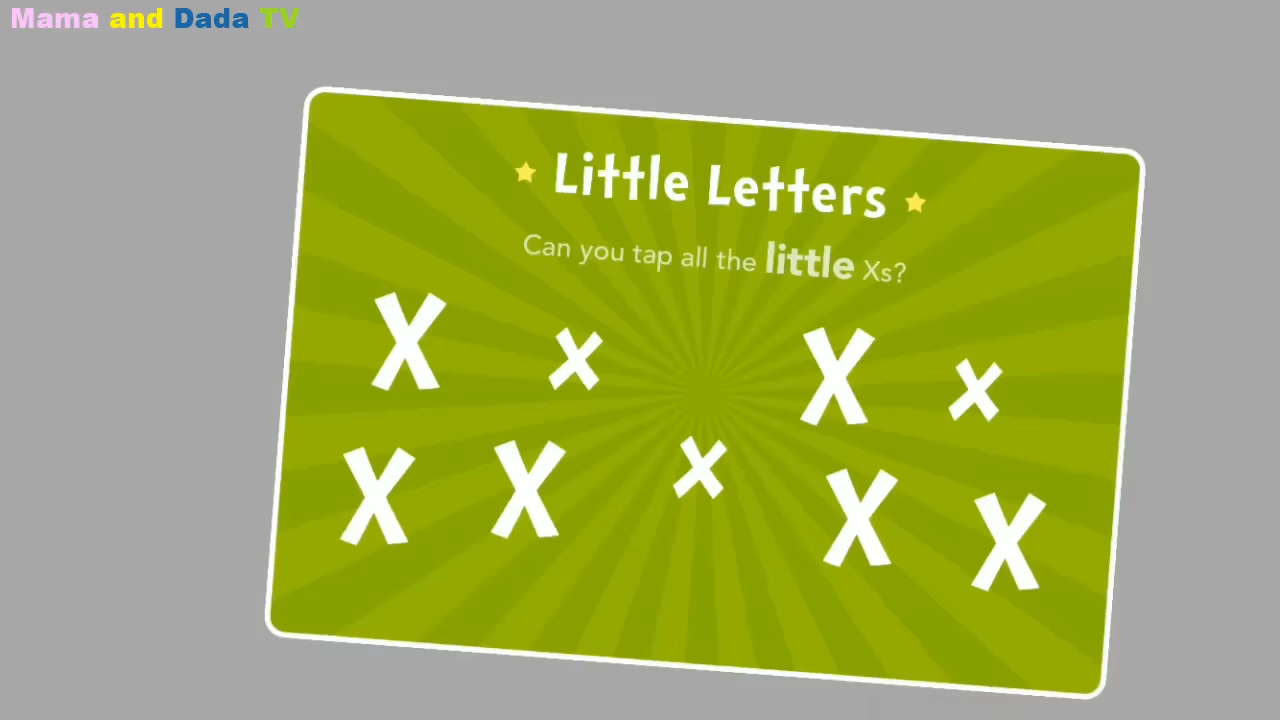 Mama and Dada TV
Little Letters
Can you tap all the little Xs?
X x X x
X X x X X